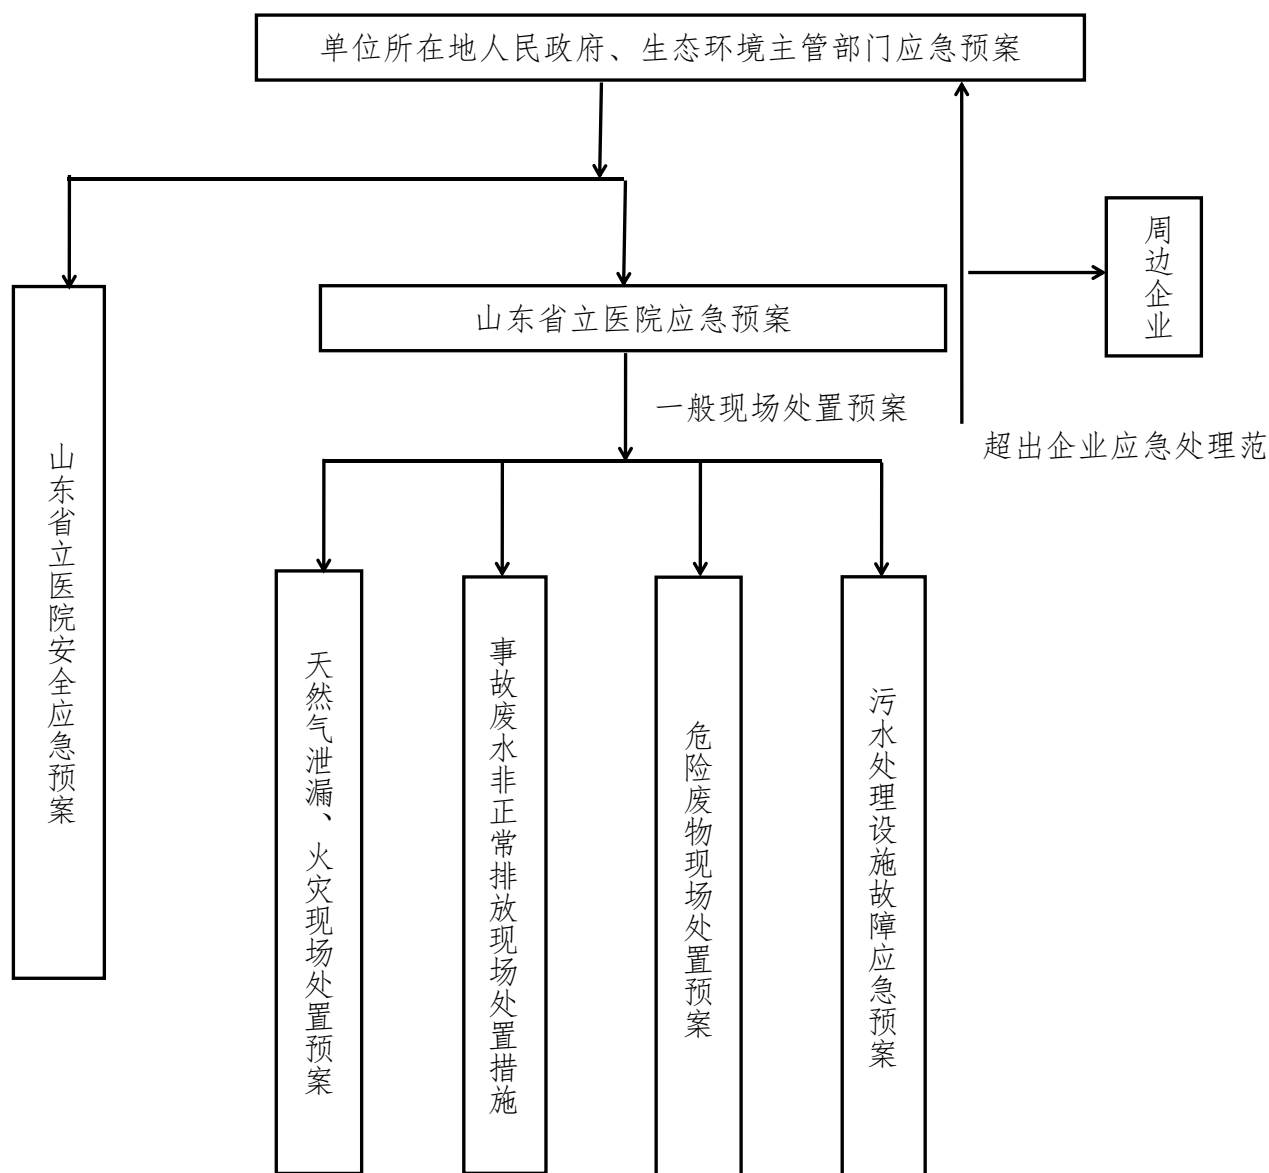 单位所在地人民政府、生态环境主管部门应急预案
周边企业
山东省立医院应急预案
一般现场处置预案
超出企业应急处理范
山东省立医院安全应急预案
天然气泄漏、火灾现场处置预案
事故废水非正常排放现场处置措施
危险废物现场处置预案
污水处理设施故障应急预案